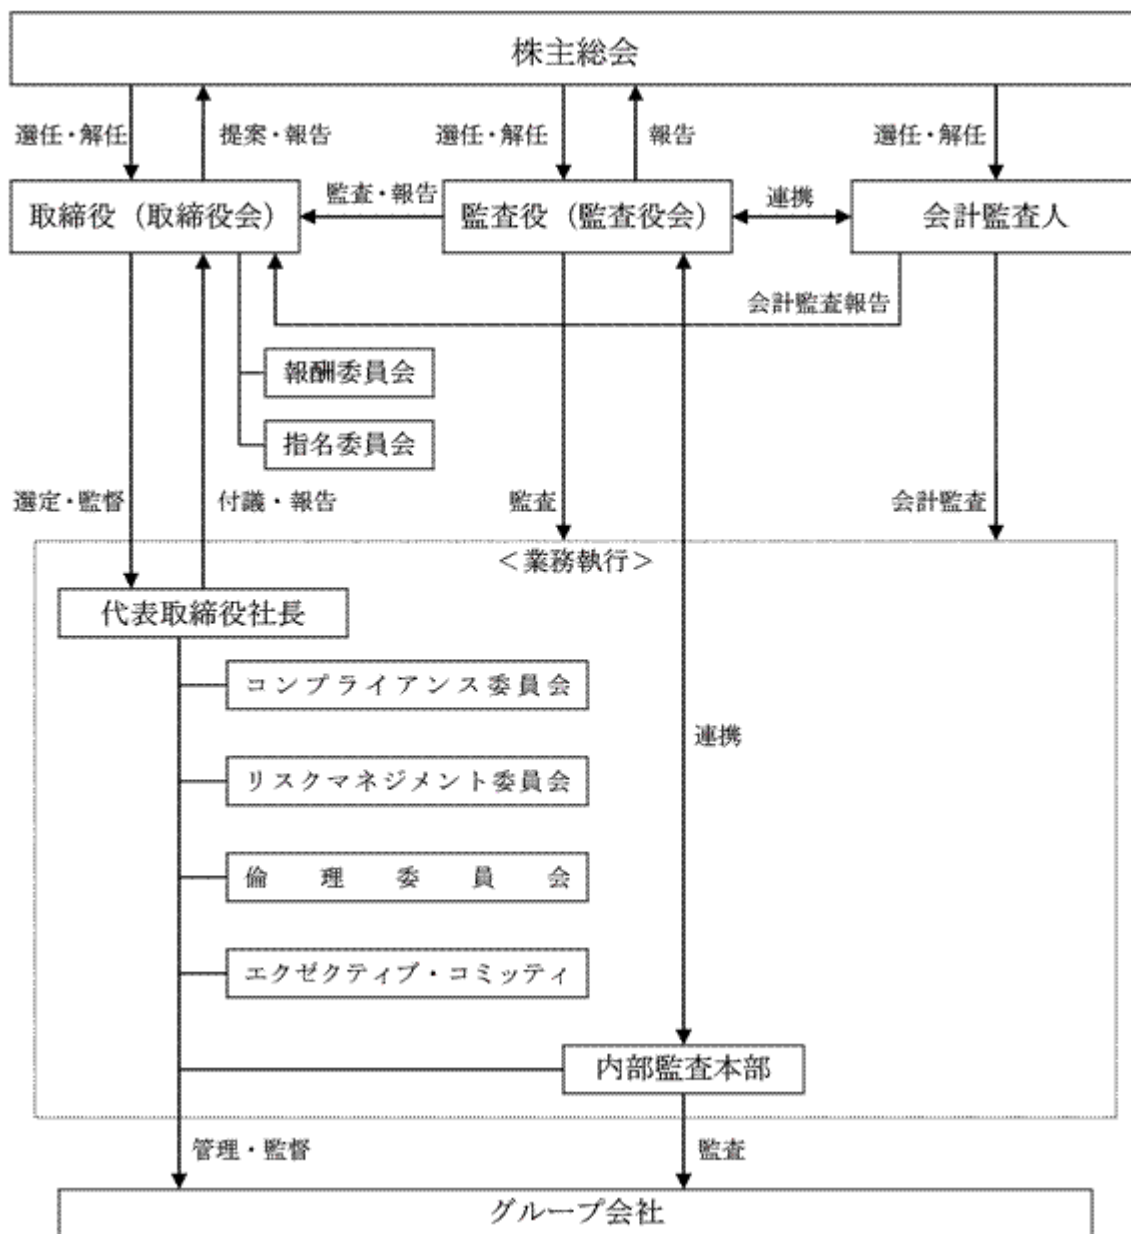 株主総会
選任・解任
提案・報告
選任・解任
報告
選任・解任
取締役（取締役会）
監査・報告
監査役（監査役会）
連携
会計監査人
会計監査報告
報酬委員会
指名委員会
選定・監督
付議・報告
監査
会計監査
＜業務執行＞
代表取締役社長
コンプライアンス委員会
連携
リスクマネジメント委員会
倫理委員会
エクゼクティブ・コミッティ
内部監査本部
管理・監督
監査
グループ会社